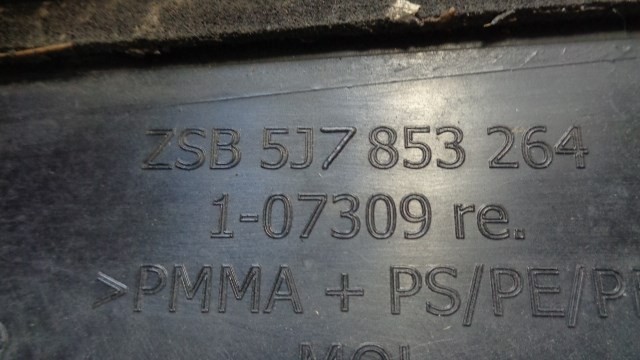 ZSB 5J7 853 264
1-07309 re.
>PMMA + PS/PE/P